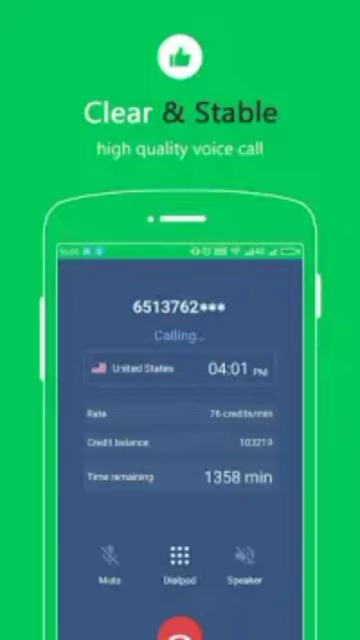 Clear & Stable
high quality voice call
6513762***
Calling...
United States 04:01 PM
Rate 76 credits/min
Credit balance 103219
Time remaining 1358 min
Mute Dialpad Speaker